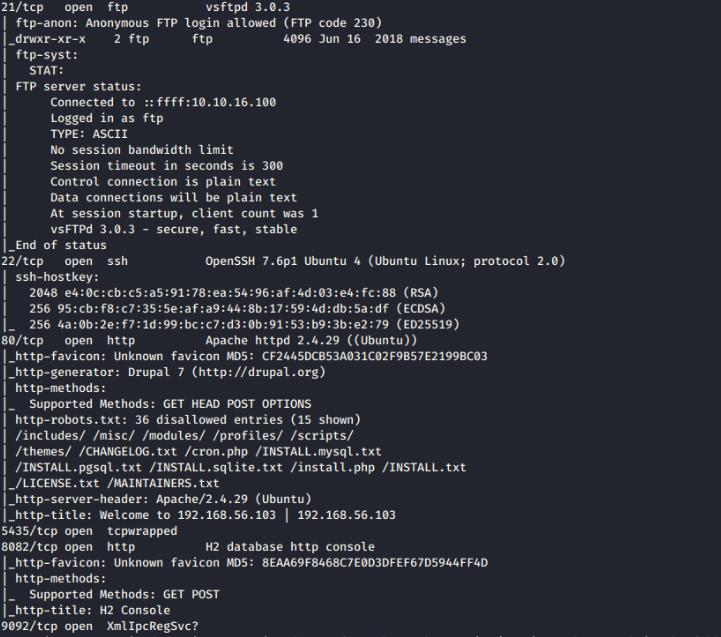 21/tcp   open  ftp            vsftpd 3.0.3
| ftp-anon: Anonymous FTP login allowed (FTP code 230)
|_drwxr-xr-x    2 ftp      ftp          4096 Jun 16  2018 messages
| ftp-syst:
|   STAT:
| FTP server status:
|      Connected to ::ffff:10.10.16.100
|      Logged in as ftp
|      TYPE: ASCII
|      No session bandwidth limit
|      Session timeout in seconds is 300
|      Control connection is plain text
|      Data connections will be plain text
|      At session startup, client count was 1
|      vsFTPd 3.0.3 - secure, fast, stable
|_End of status
22/tcp   open  ssh            OpenSSH 7.6p1 Ubuntu 4 (Ubuntu Linux; protocol 2.0)
| ssh-hostkey:
|   2048 e4:0c:cb:c5:a5:91:78:ea:54:96:af:4d:03:e4:fc:88 (RSA)
|   256 95:cb:f8:c7:35:5e:af:a9:44:8b:17:59:4d:db:5a:df (ECDSA)
|_  256 4a:0b:2e:f7:1d:99:bc:c7:d3:0b:91:53:b9:3b:e2:79 (ED25519)
80/tcp   open  http           Apache httpd 2.4.29 ((Ubuntu))
|_http-favicon: Unknown favicon MD5: CF2445DCB53A031C02F9B57E2199BC03
|_http-generator: Drupal 7 (http://drupal.org)
| http-methods:
|_  Supported Methods: GET HEAD POST OPTIONS
| http-robots.txt: 36 disallowed entries (15 shown)
| /includes/ /misc/ /modules/ /profiles/ /scripts/
| /themes/ /CHANGELOG.txt /cron.php /INSTALL.mysql.txt
| /INSTALL.pgsql.txt /INSTALL.sqlite.txt /install.php /INSTALL.txt
|_/LICENSE.txt /MAINTAINERS.txt
|_http-server-header: Apache/2.4.29 (Ubuntu)
|_http-title: Welcome to 192.168.56.103 | 192.168.56.103
5435/tcp open  tcpwrapped
8082/tcp open  http           H2 database http console
|_http-favicon: Unknown favicon MD5: 8EAA69F8468C7E0D3DFEF67D5944FF4D
| http-methods:
|_  Supported Methods: GET POST
|_http-title: H2 Console
9092/tcp open  XmlIpcRegSvc?